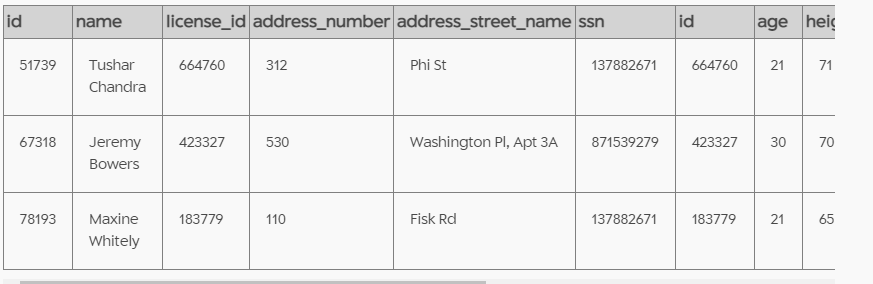 id name license_id address_number address_street_name ssn id age heig
51739 Tushar Chandra 664760 312 Phi St 137882671 664760 21 71
67318 Jeremy Bowers 423327 530 Washington Pl, Apt 3A 871539279 423327 30 70
78193 Maxine Whitely 183779 110 Fisk Rd 137882671 183779 21 65